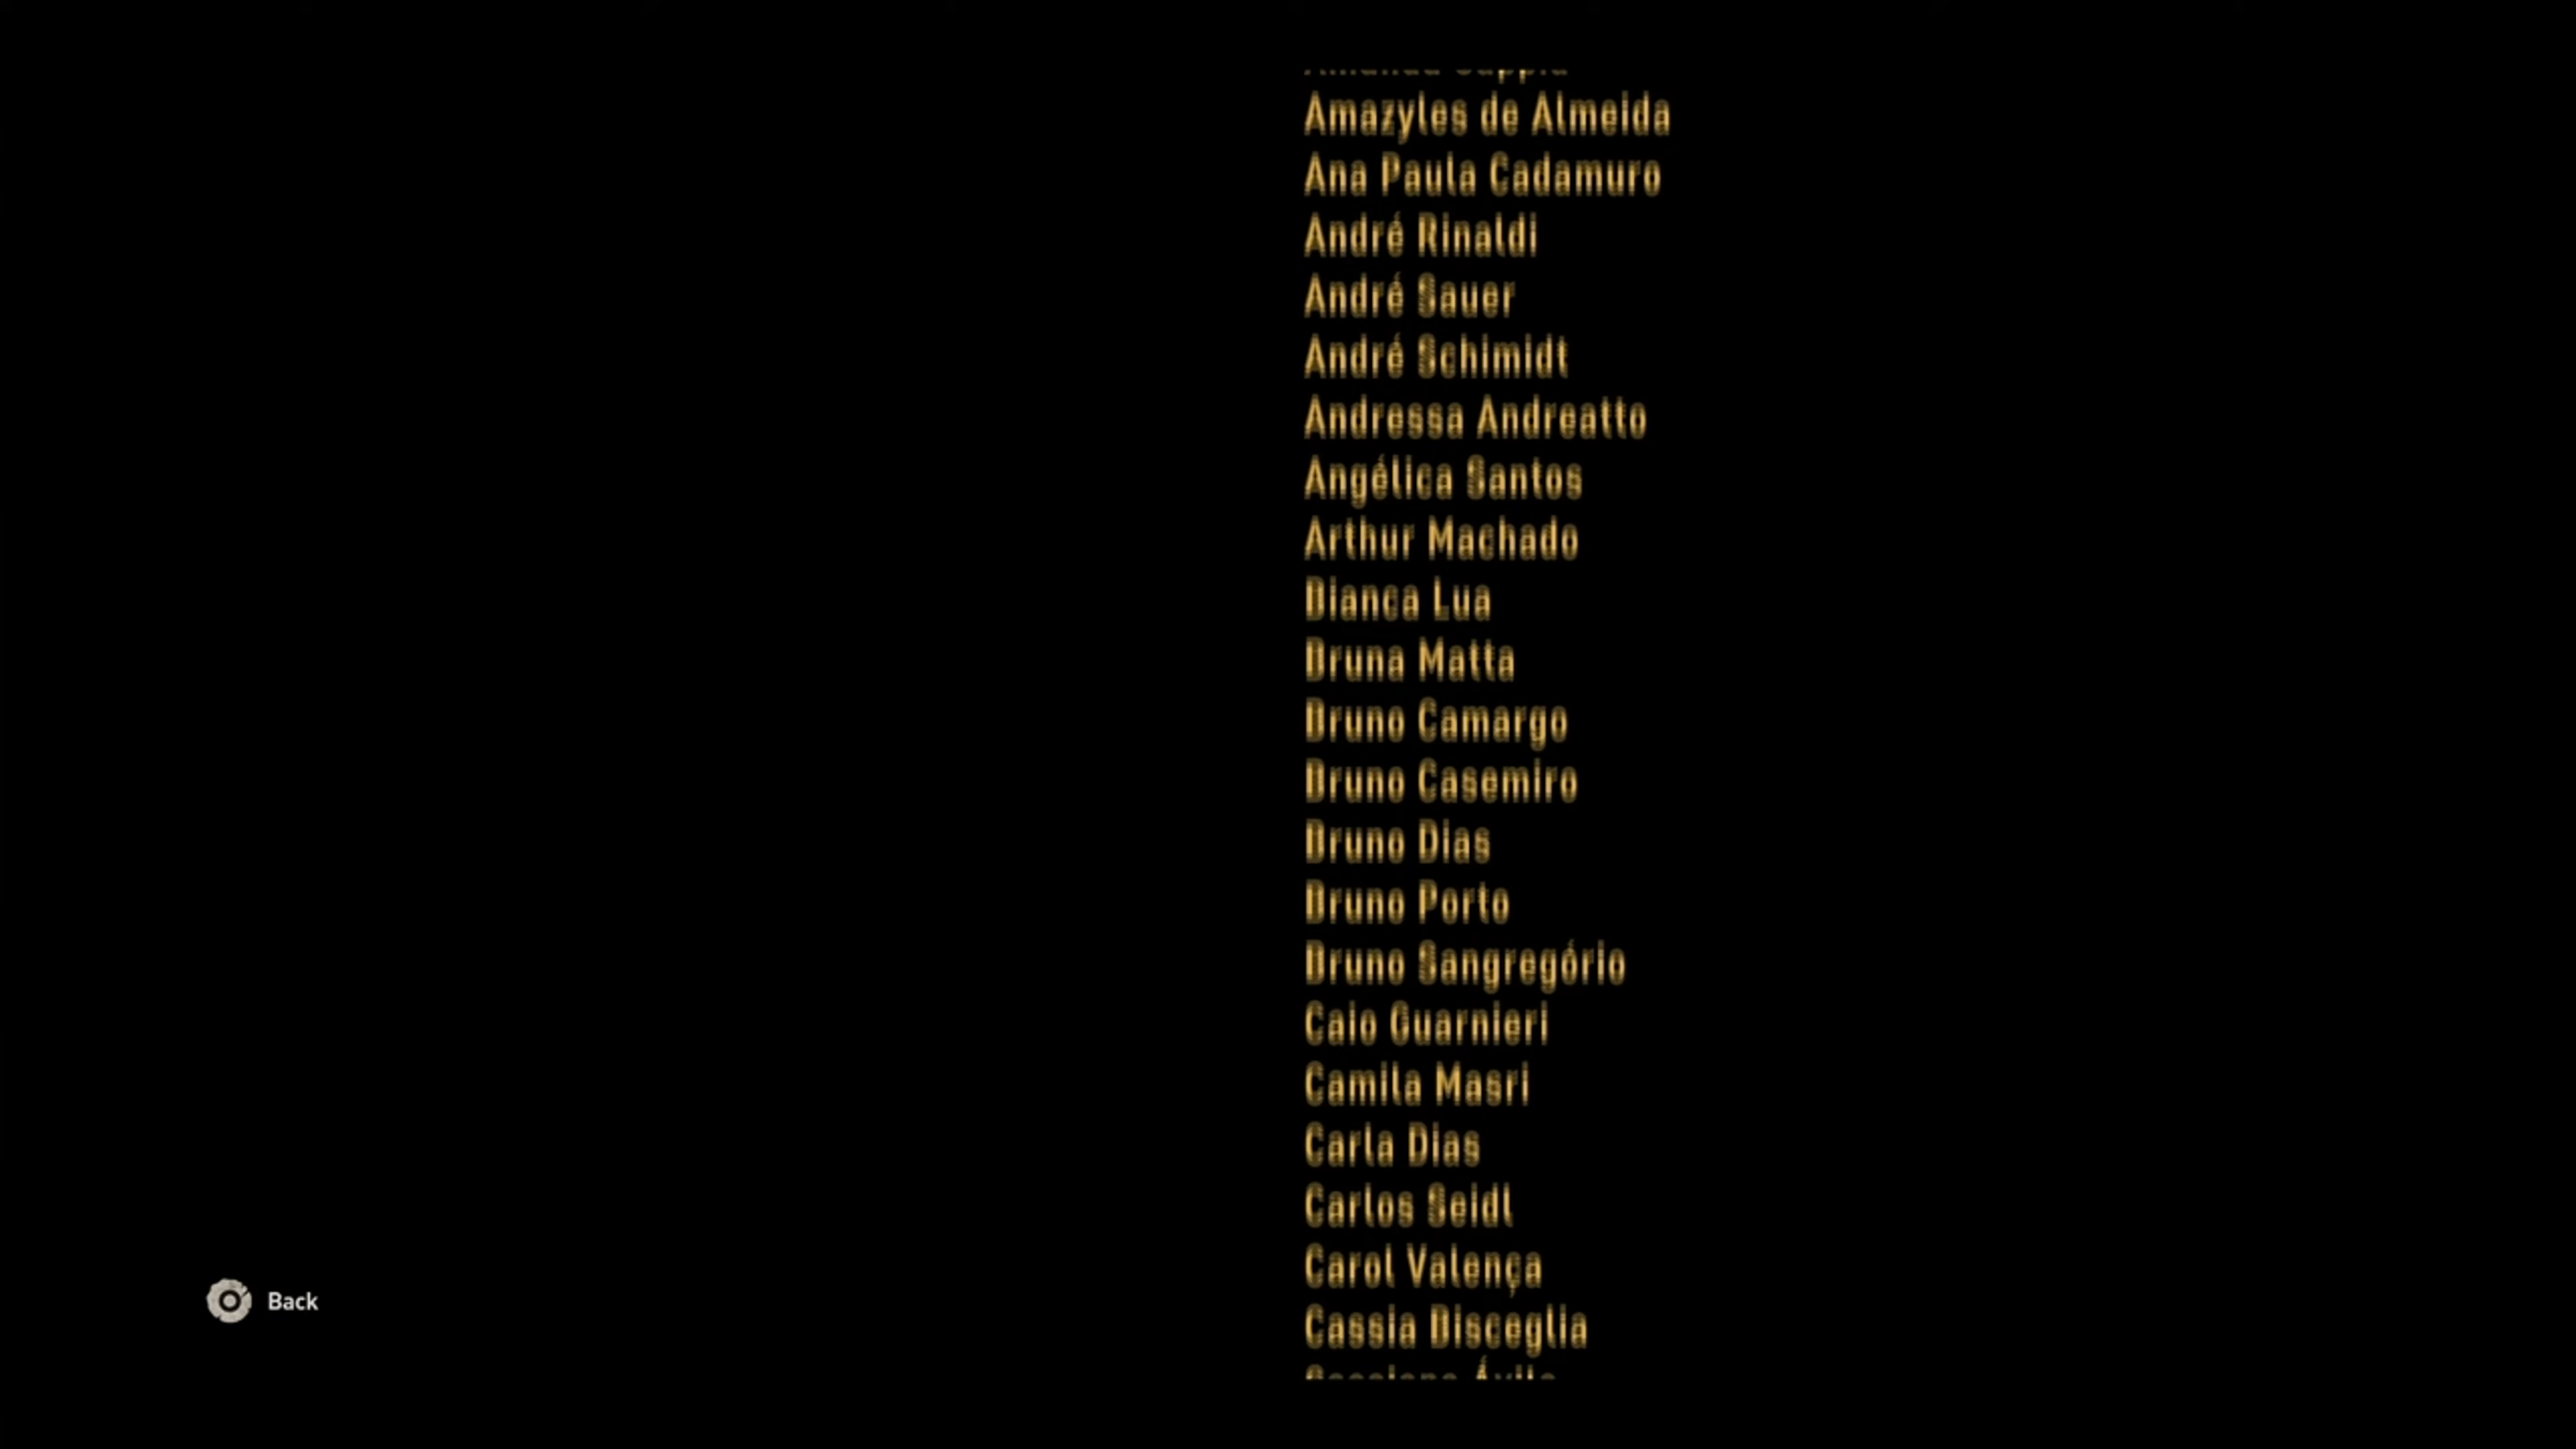 Amazyles de Almeida
Ana Paula Cadamuro
André Rinaldi
André Sauer
André Schimidt
Andressa Andreatto
Angélica Santos
Arthur Machado
Bianca Lua
Bruna Matta
Bruno Camargo
Bruno Casemiro
Bruno Dias
Bruno Porto
Bruno Sangregório
Caio Guarnieri
Camila Masri
Carla Dias
Carlos Seidl
Carol Valença
Cassia Bisceglia
Back